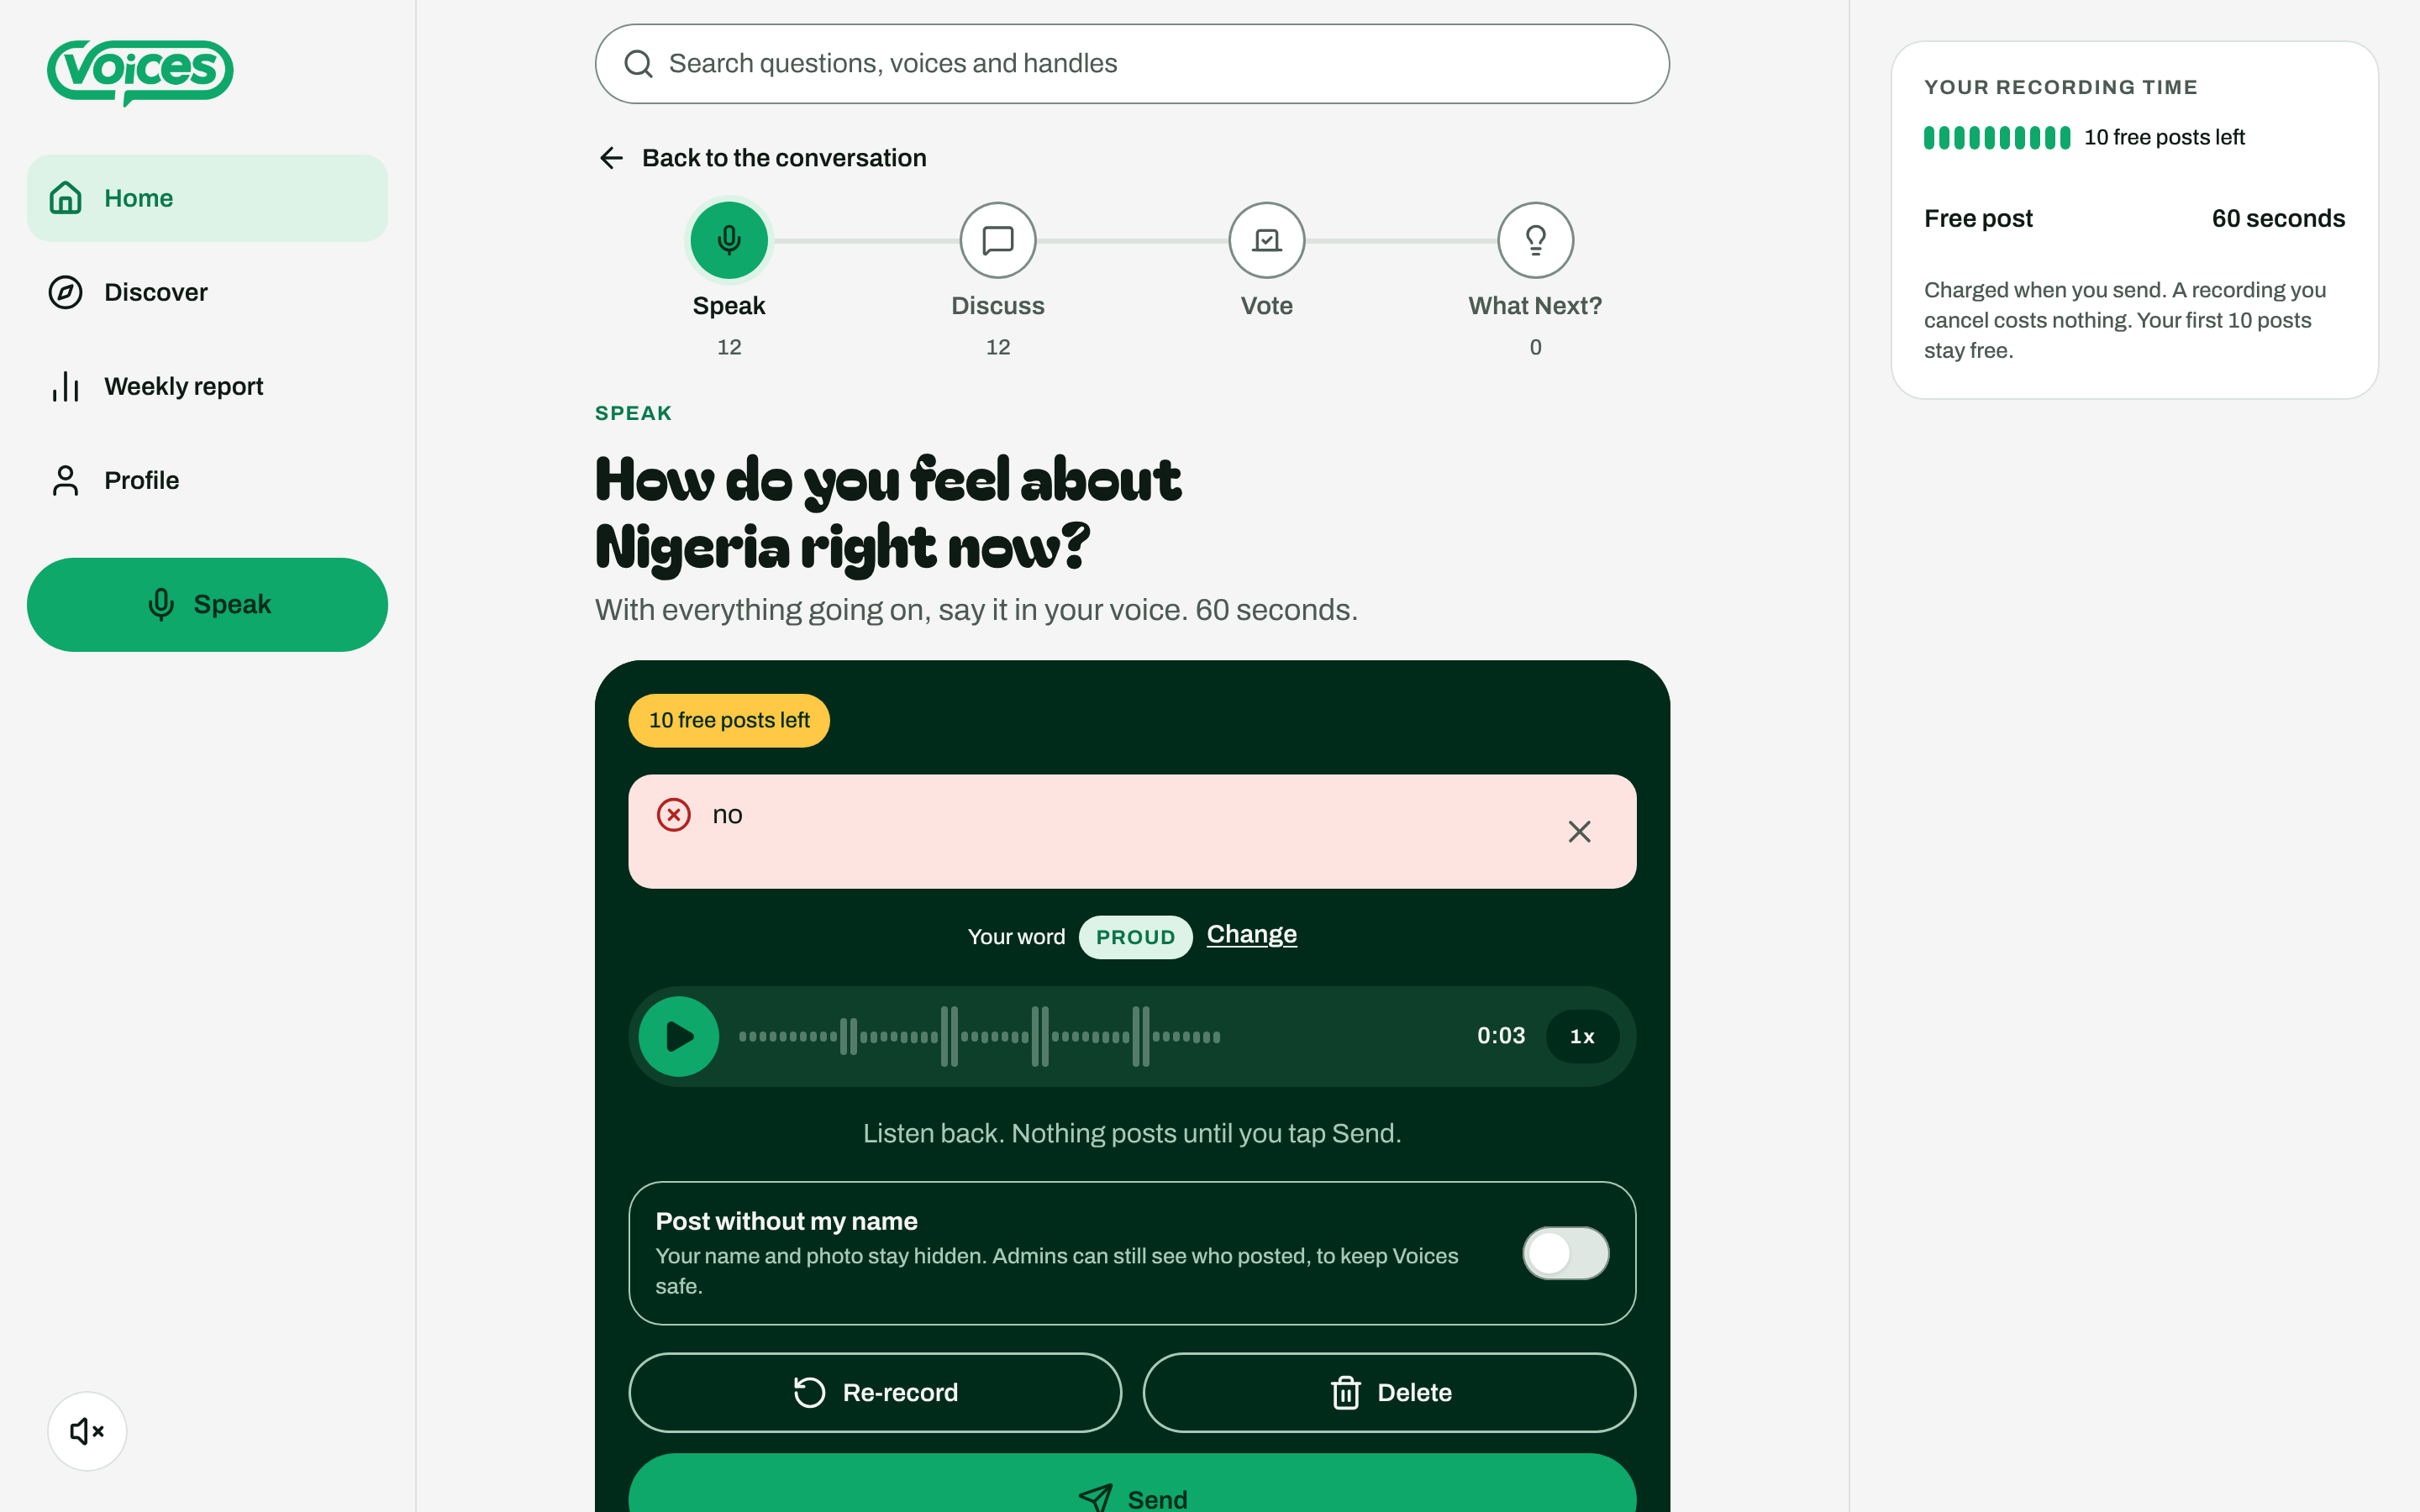 Voices
Home
Discover
Weekly report
Profile
Speak
Search questions, voices and handles
Back to the conversation
Speak
Discuss
Vote
What Next?
12
12
0
SPEAK
How do you feel about
Nigeria right now?
With everything going on, say it in your voice. 60 seconds.
10 free posts left
no
Your word PROUD Change
0:03 1x
Listen back. Nothing posts until you tap Send.
Post without my name
Your name and photo stay hidden. Admins can still see who posted, to keep Voices
safe.
Re-record
Delete
Send
YOUR RECORDING TIME
10 free posts left
Free post 60 seconds
Charged when you send. A recording you
cancel costs nothing. Your first 10 posts
stay free.